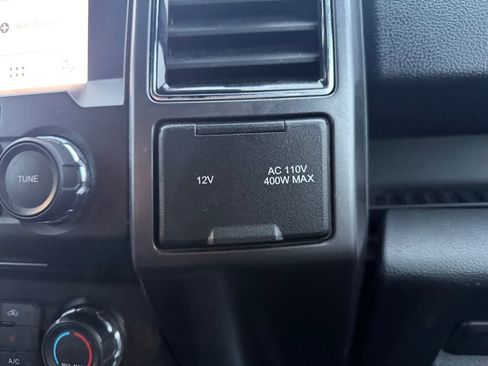 TUNE
12V
AC 110V
400W MAX
A/C